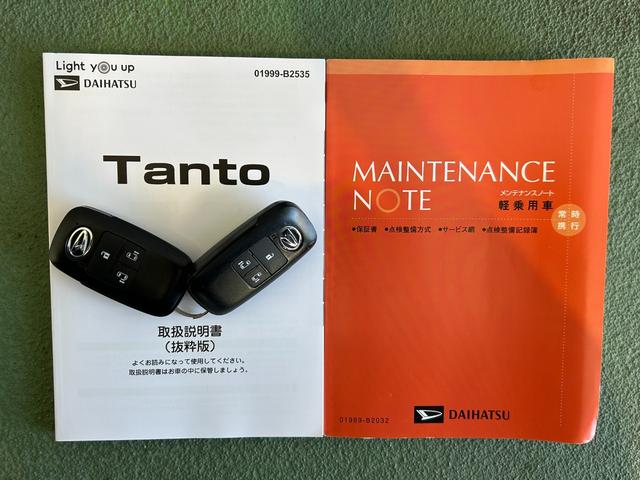 Light you up
DAIHATSU
01999-B2535
Tanto
取扱説明書
(抜粋版)
よくお読みになって使用してください。
取扱説明書はお車の中に保管しましょう。
MAINTENANCE
NOTE
メンテナンスノート
軽乗用車
常時
携行
●保証書 ●点検整備方式 ●サービス網 ●点検整備記録簿
01999-B2032
DAIHATSU